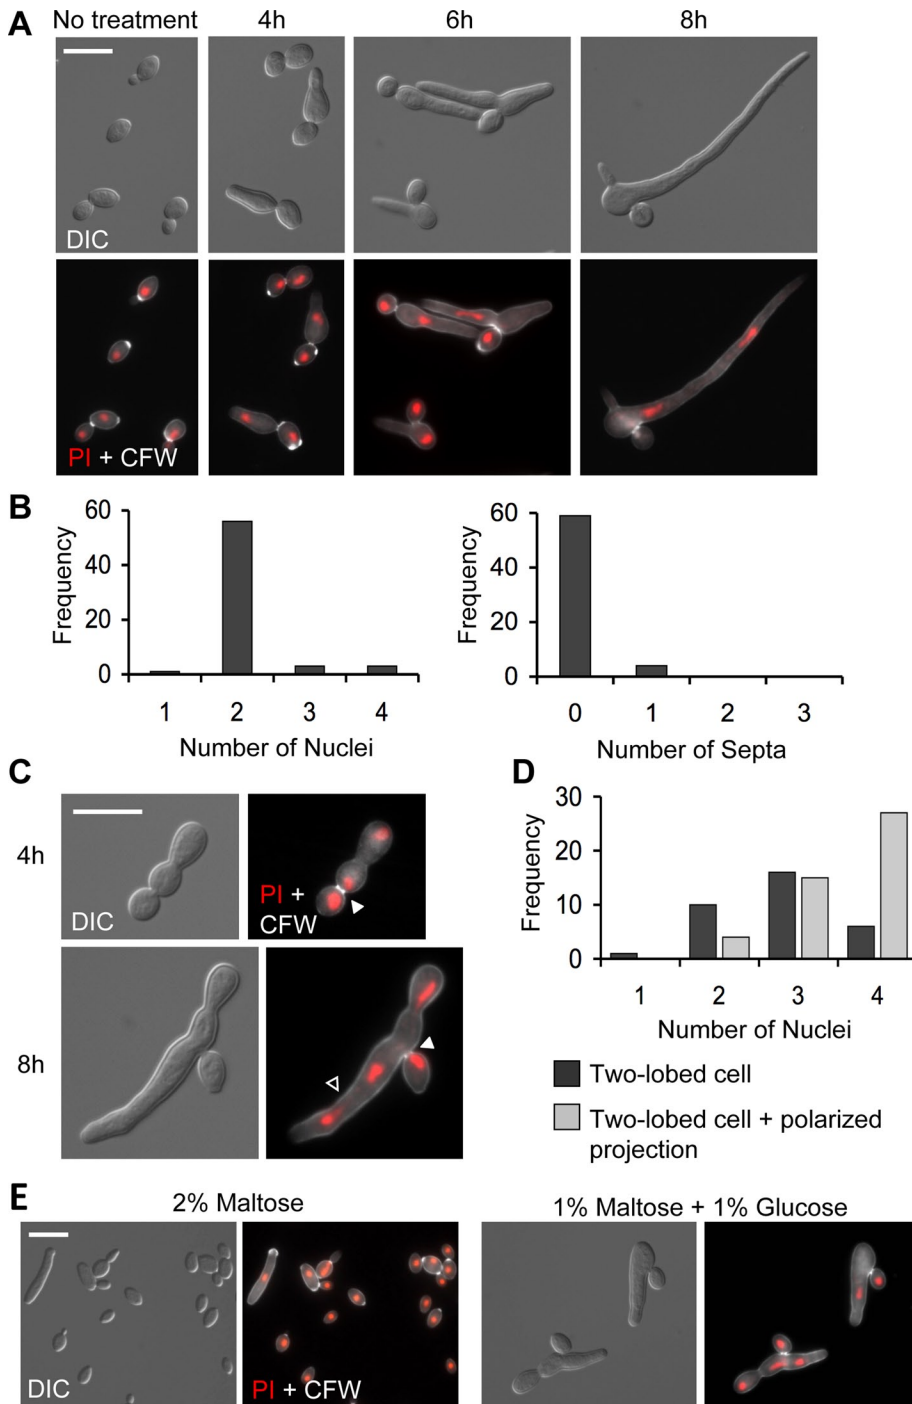 A
No treatment 4h 6h 8h
DIC
PI + CFW
B
Frequency
60
40
20
0
1 2 3 4
Number of Nuclei
Frequency
60
40
20
0
0 1 2 3
Number of Septa
C
4h
DIC
PI +
CFW
8h
D
Frequency
30
20
10
0
1 2 3 4
Number of Nuclei
Two-lobed cell
Two-lobed cell + polarized
projection
E
2% Maltose
1% Maltose + 1% Glucose
DIC
PI + CFW